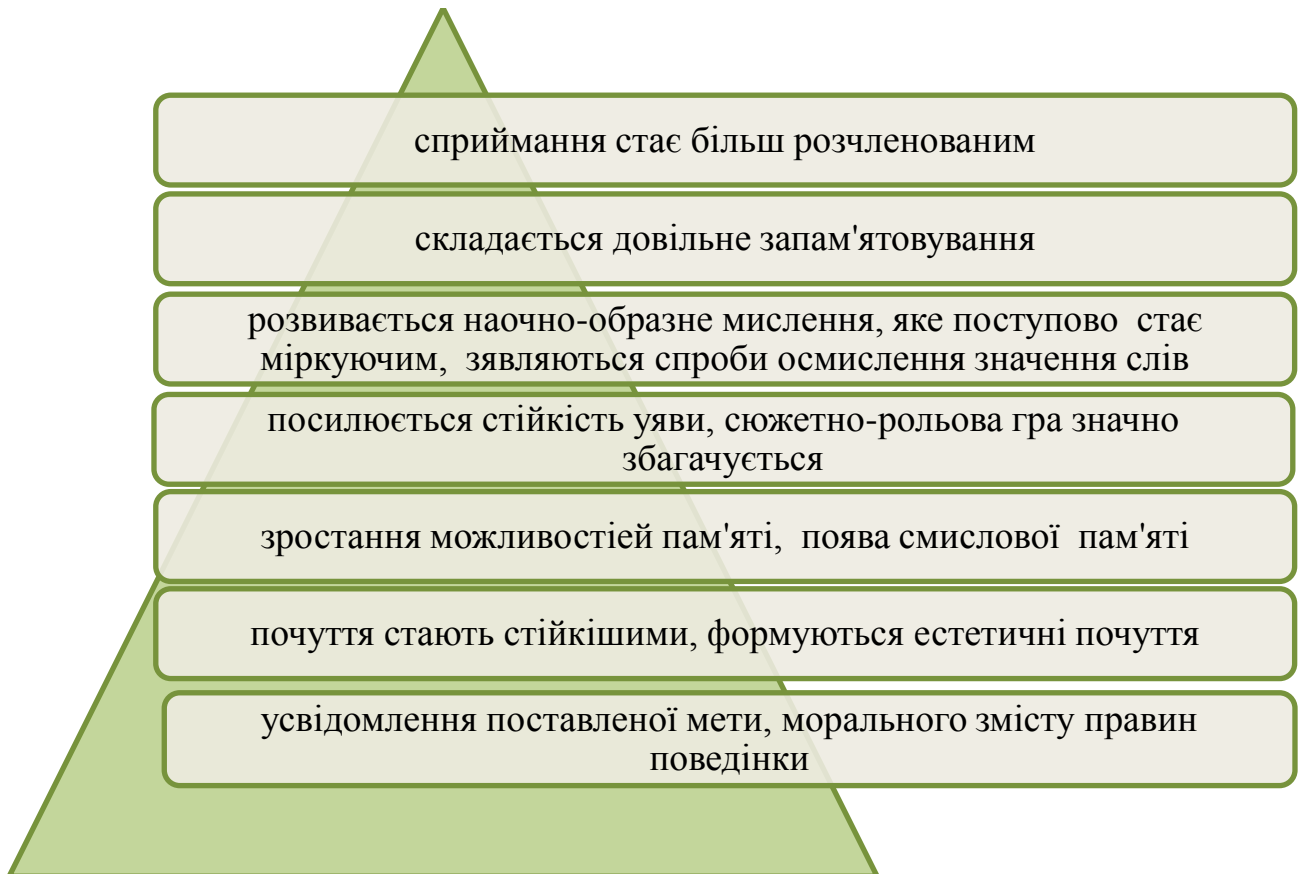 сприймання стає більш розчленованим
складається довільне запам'ятовування
розвивається наочно-образне мислення, яке поступово стає
міркуючим, зявляються спроби осмислення значення слів
посилюється стійкість уяви, сюжетно-рольова гра значно
збагачується
зростання можливостіей пам'яті, поява смислової пам'яті
почуття стають стійкішими, формуються естетичні почуття
усвідомлення поставленої мети, морального змісту правин
поведінки